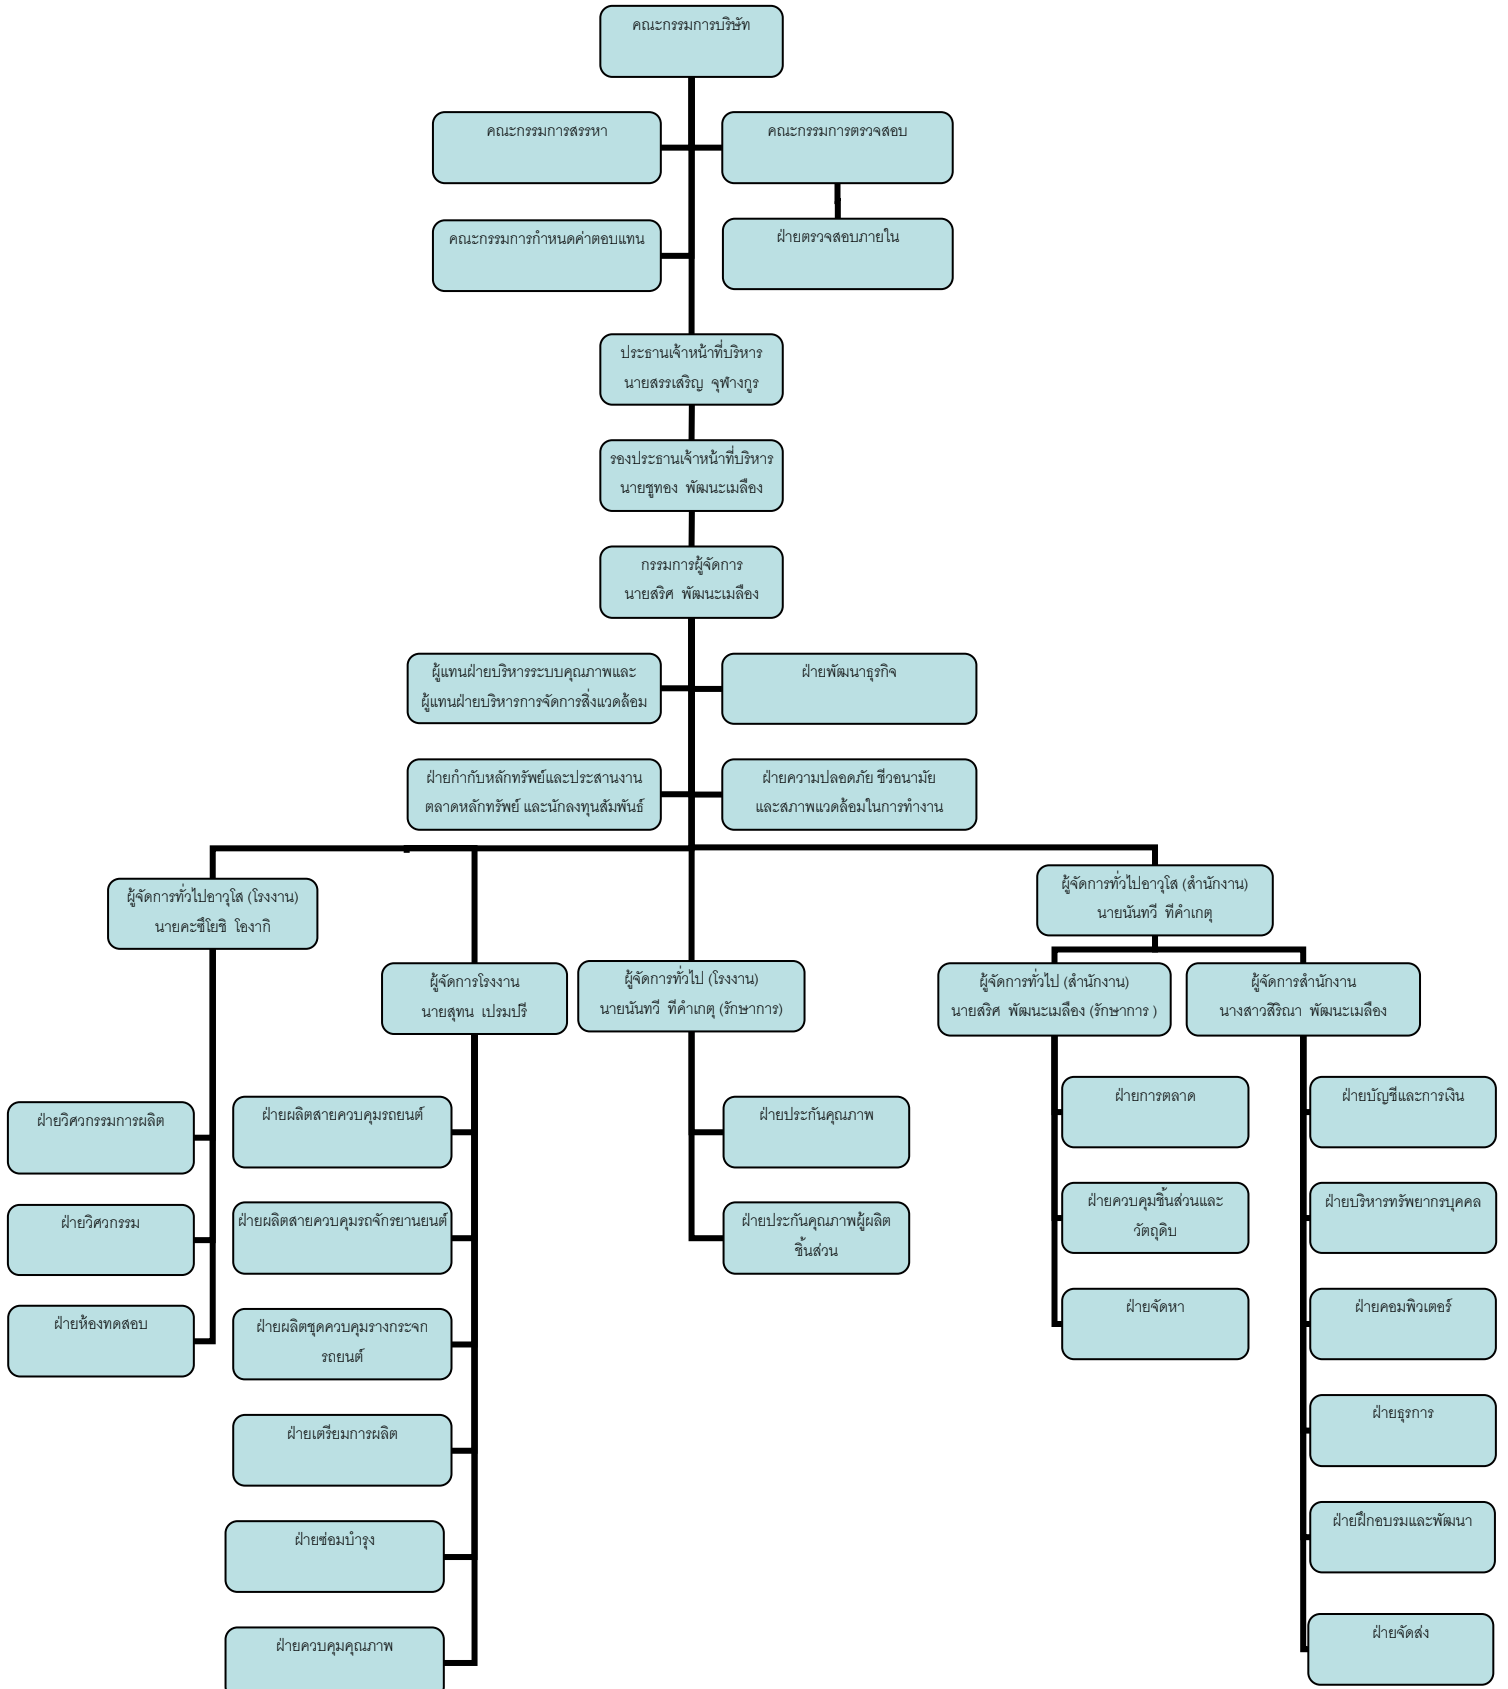 คณะกรรมการบริษัท
คณะกรรมการสรรหา
คณะกรรมการตรวจสอบ
คณะกรรมการกำหนดค่าตอบแทน
ฝ่ายตรวจสอบภายใน
ประธานเจ้าหน้าที่บริหาร
นายสรรเสริญ จุฬางกูร
รองประธานเจ้าหน้าที่บริหาร
นายชูทอง พัฒนะเมลือง
กรรมการผู้จัดการ
นายสริศ พัฒนะเมลือง
ผู้แทนฝ่ายบริหารระบบคุณภาพและ
ผู้แทนฝ่ายบริหารการจัดการสิ่งแวดล้อม
ฝ่ายพัฒนาธุรกิจ
ฝ่ายกำกับหลักทรัพย์และประสานงาน
ตลาดหลักทรัพย์ และนักลงทุนสัมพันธ์
ฝ่ายความปลอดภัย ชีวอนามัย
และสภาพแวดล้อมในการทำงาน
ผู้จัดการทั่วไปอาวุโส (โรงงาน)
นายคะซึโยชิ โองากิ
ผู้จัดการทั่วไปอาวุโส (สำนักงาน)
นายนันทวี ทีคำเกตุ
ผู้จัดการโรงงาน
นายสุทน เปรมปรี
ผู้จัดการทั่วไป (โรงงาน)
นายนันทวี ทีคำเกตุ (รักษาการ)
ผู้จัดการทั่วไป (สำนักงาน)
นายสริศ พัฒนะเมลือง (รักษาการ )
ผู้จัดการสำนักงาน
นางสาวสิริณา พัฒนะเมลือง
ฝ่ายวิศวกรรมการผลิต
ฝ่ายวิศวกรรม
ฝ่ายห้องทดสอบ
ฝ่ายผลิตสายควบคุมรถยนต์
ฝ่ายผลิตสายควบคุมรถจักรยานยนต์
ฝ่ายผลิตชุดควบคุมรางกระจก
รถยนต์
ฝ่ายเตรียมการผลิต
ฝ่ายซ่อมบำรุง
ฝ่ายควบคุมคุณภาพ
ฝ่ายประกันคุณภาพ
ฝ่ายประกันคุณภาพผู้ผลิต
ชิ้นส่วน
ฝ่ายการตลาด
ฝ่ายควบคุมชิ้นส่วนและ
วัตถุดิบ
ฝ่ายจัดหา
ฝ่ายบัญชีและการเงิน
ฝ่ายบริหารทรัพยากรบุคคล
ฝ่ายคอมพิวเตอร์
ฝ่ายธุรการ
ฝ่ายฝึกอบรมและพัฒนา
ฝ่ายจัดส่ง